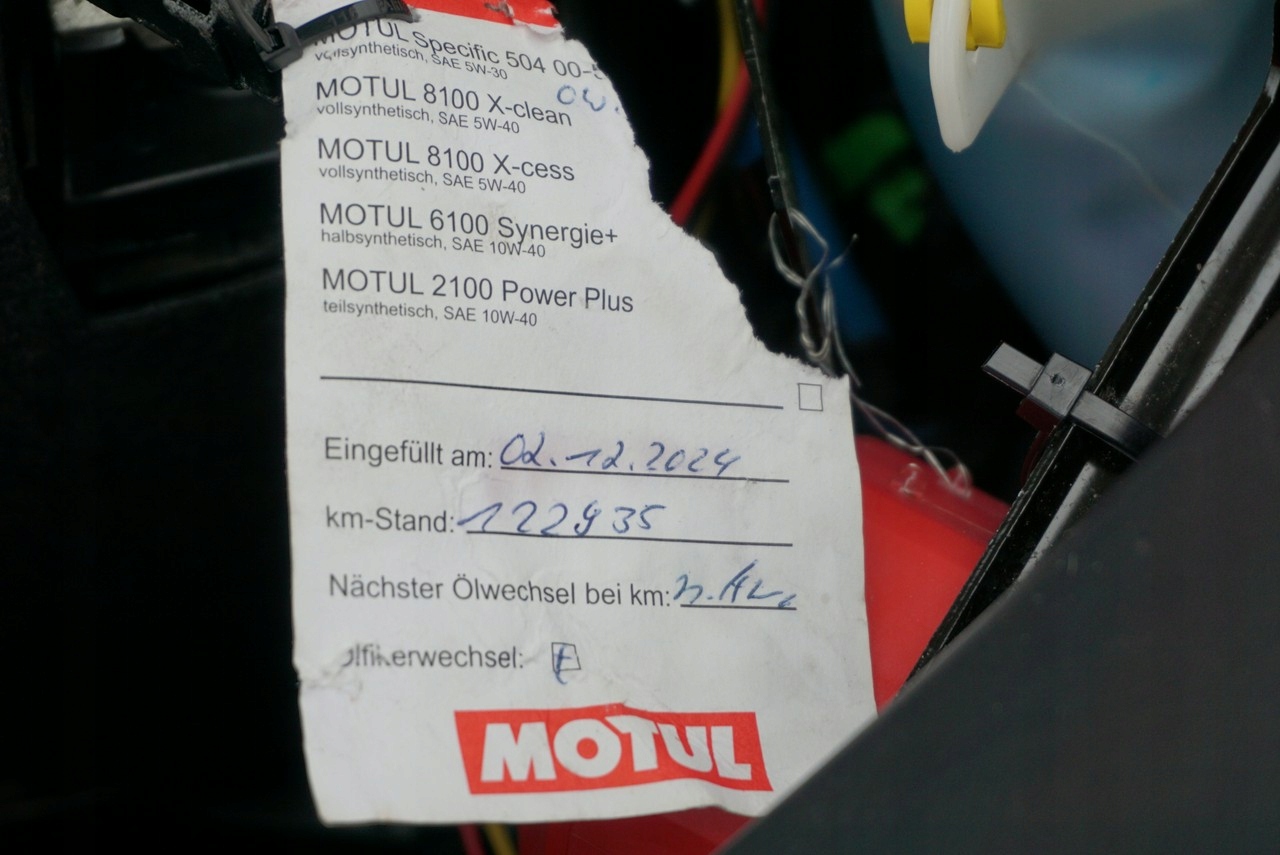 MOTUL Specific 504 00-5
vollsynthetisch, SAE 5W-30
MOTUL 8100 X-clean
vollsynthetisch, SAE 5W-40
MOTUL 8100 X-cess
vollsynthetisch, SAE 5W-40
MOTUL 6100 Synergie+
halbsynthetisch, SAE 10W-40
MOTUL 2100 Power Plus
teilsynthetisch, SAE 10W-40
Eingefüllt am: 02.12.2024
km-Stand: 122935
Nächster Ölwechsel bei km:
MOTUL